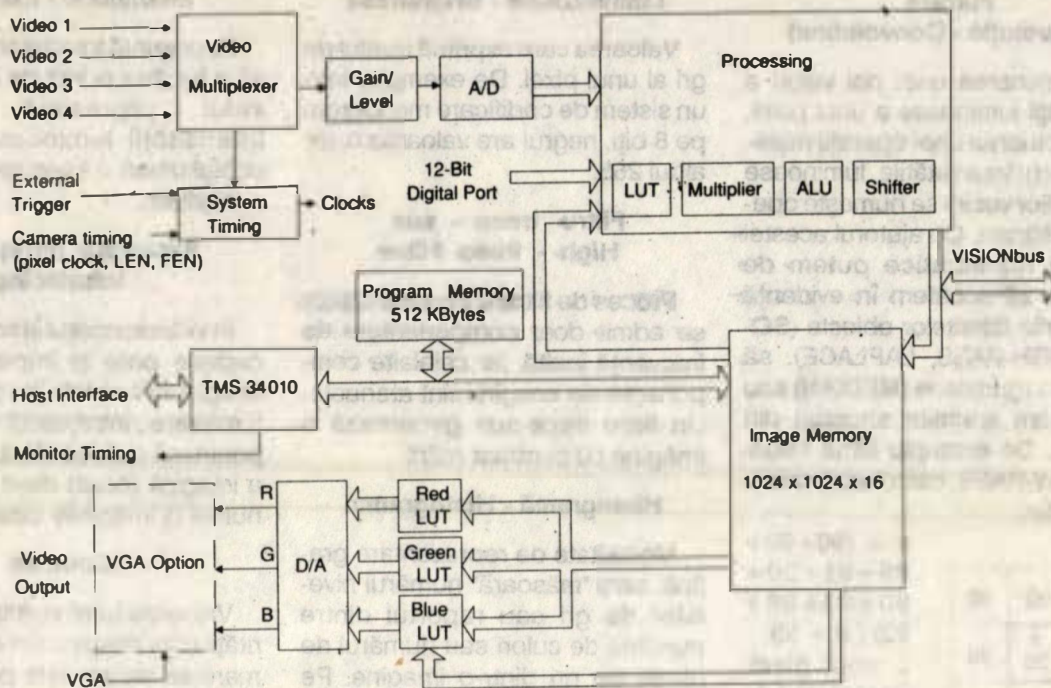 Video 1
Video 2
Video 3
Video 4
Video
Multiplexer
Gain/
Level
A/D
Processing
12-Bit
Digital Port
LUT
Multiplier
ALU
Shifter
External
Trigger
System
Timing
Clocks
Camera timing
(pixel clock, LEN, FEN)
VISIONbus
Program Memory
512 KBytes
Host Interface
TMS 34010
Monitor Timing
Image Memory
1024 x 1024 x 16
Video
Output
VGA Option
R
G
B
D/A
Red
LUT
Green
LUT
Blue
LUT
VGA